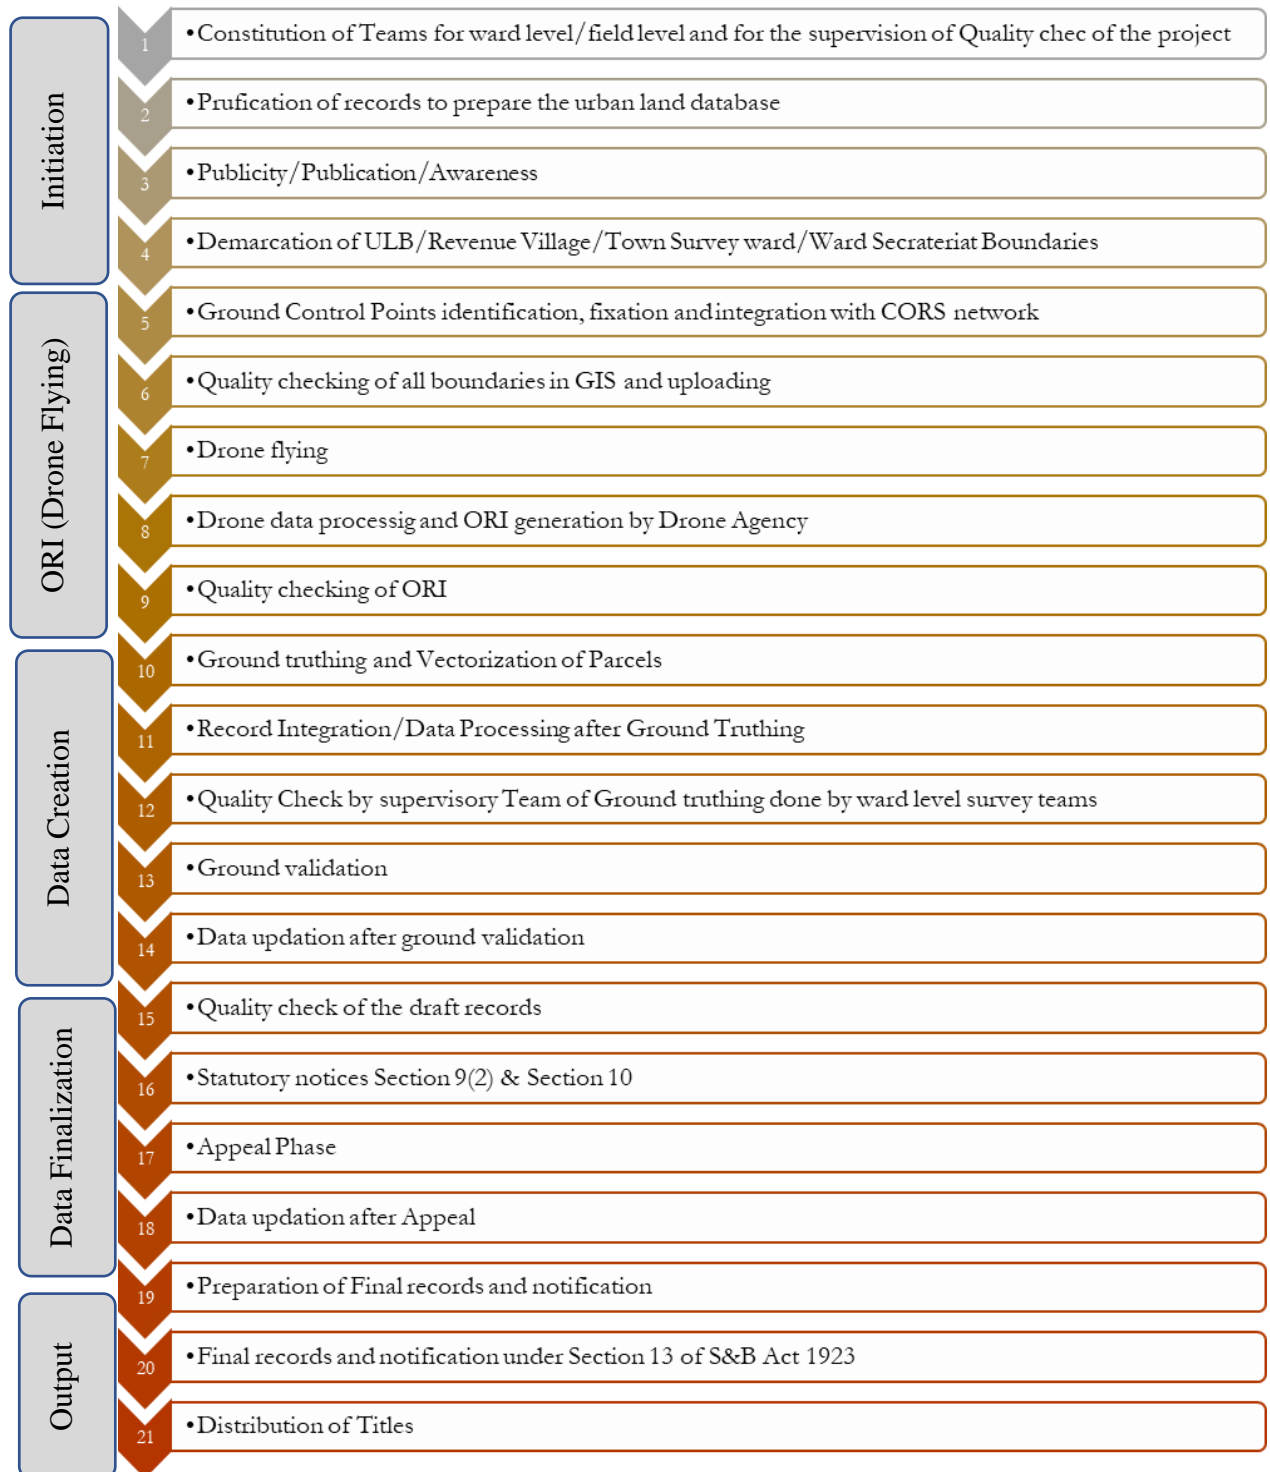 Initiation
1
•Constitution of Teams for ward level/field level and for the supervision of Quality chec of the project
2
•Prufication of records to prepare the urban land database
3
•Publicity/Publication/Awareness
4
•Demarcation of ULB/Revenue Village/Town Survey ward/Ward Secrateriat Boundaries
ORI (Drone Flying)
5
•Ground Control Points identification, fixation and integration with CORS network
6
•Quality checking of all boundaries in GIS and uploading
7
•Drone flying
8
•Drone data processig and ORI generation by Drone Agency
9
•Quality checking of ORI
Data Creation
10
•Ground truthing and Vectorization of Parcels
11
•Record Integration/Data Processing after Ground Truthing
12
•Quality Check by supervisory Team of Ground truthing done by ward level survey teams
13
•Ground validation
14
•Data updation after ground validation
Data Finalization
15
•Quality check of the draft records
16
•Statutory notices Section 9(2) & Section 10
17
•Appeal Phase
18
•Data updation after Appeal
Output
19
•Preparation of Final records and notification
20
•Final records and notification under Section 13 of S&B Act 1923
21
•Distribution of Titles